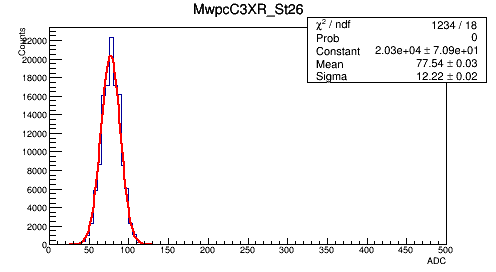 MwpcC3XR_St26
χ² / ndf 1234 / 18
Prob 0
Constant 2.03e+04 ± 7.09e+01
Mean 77.54 ± 0.03
Sigma 12.22 ± 0.02
Counts
22000
20000
18000
16000
14000
12000
10000
8000
6000
4000
2000
0
0 50 100 150 200 250 300 350 400 450 500
ADC